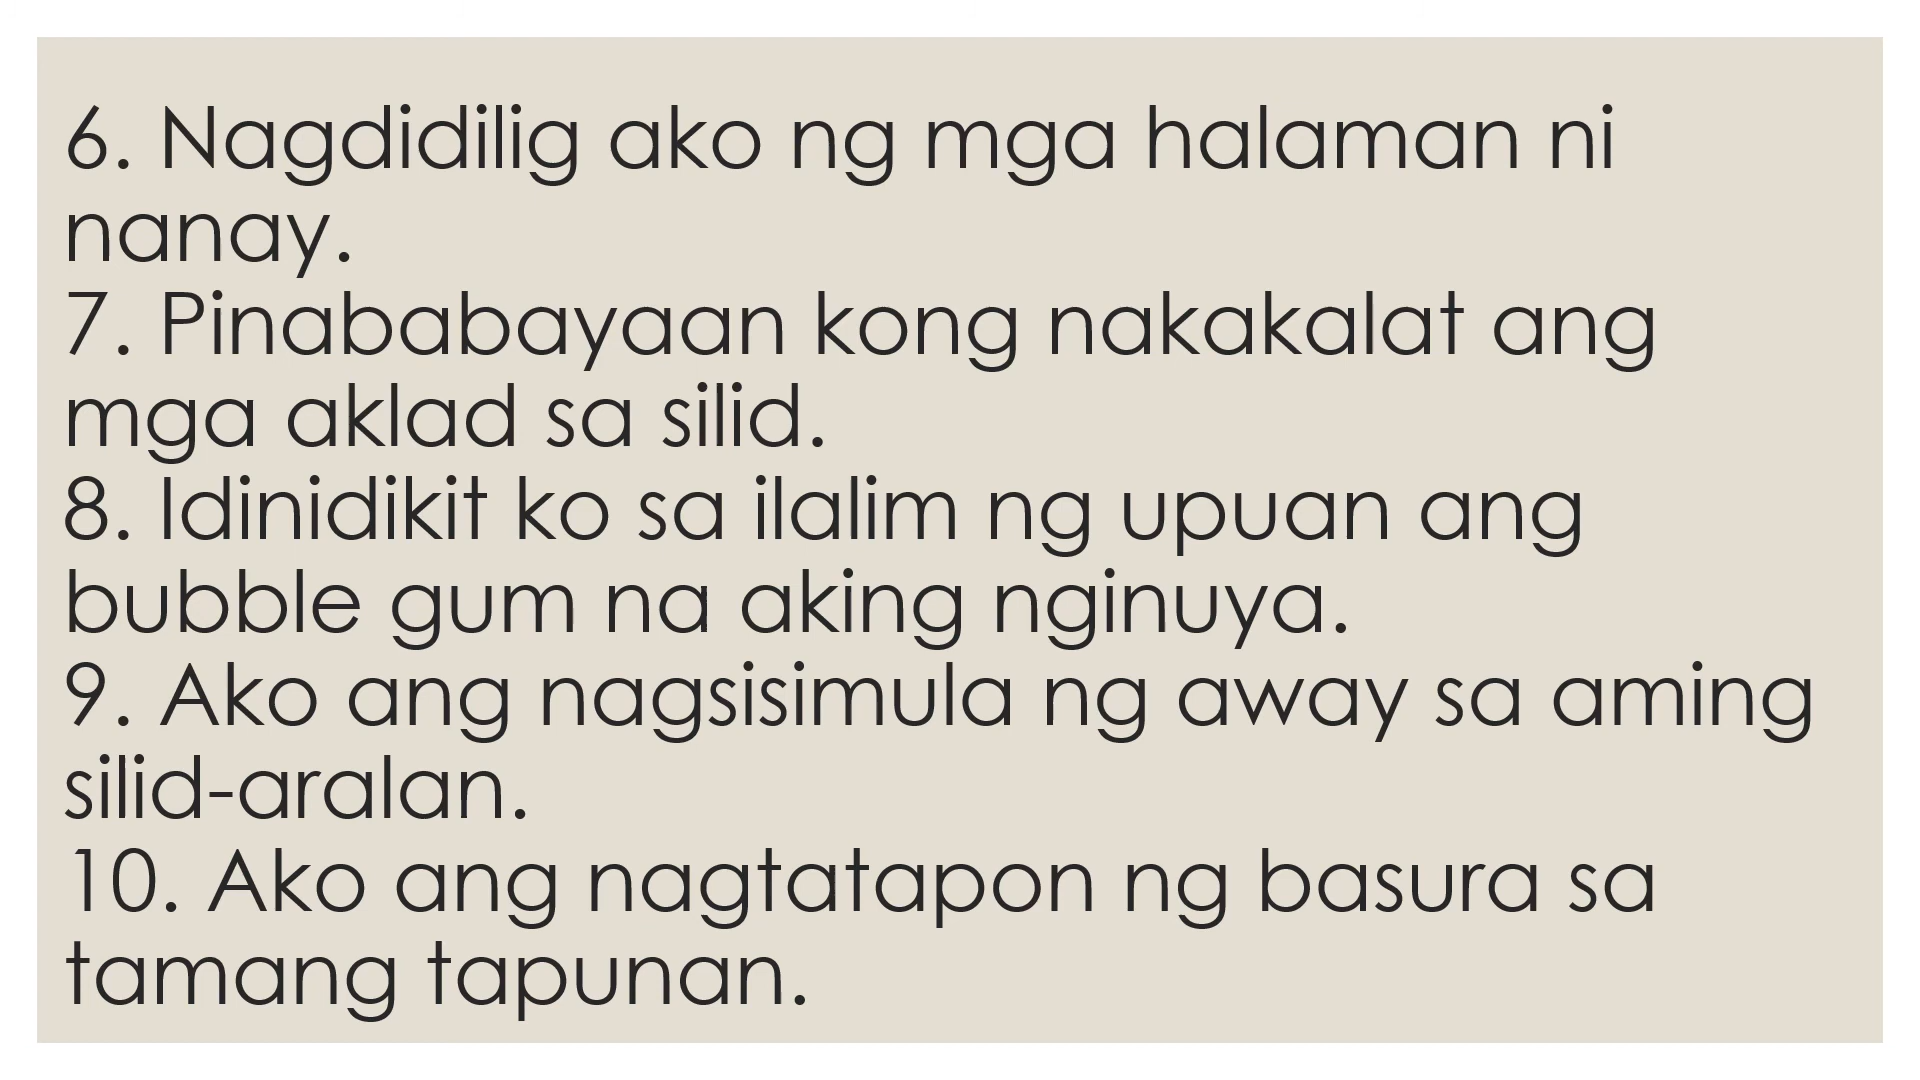 6. Nagdidilig ako ng mga halaman ni
nanay.
7. Pinababayaan kong nakakalat ang
mga aklad sa silid.
8. Idinidikit ko sa ilalim ng upuan ang
bubble gum na aking nginuya.
9. Ako ang nagsisimula ng away sa aming
silid-aralan.
10. Ako ang nagtatapon ng basura sa
tamang tapunan.